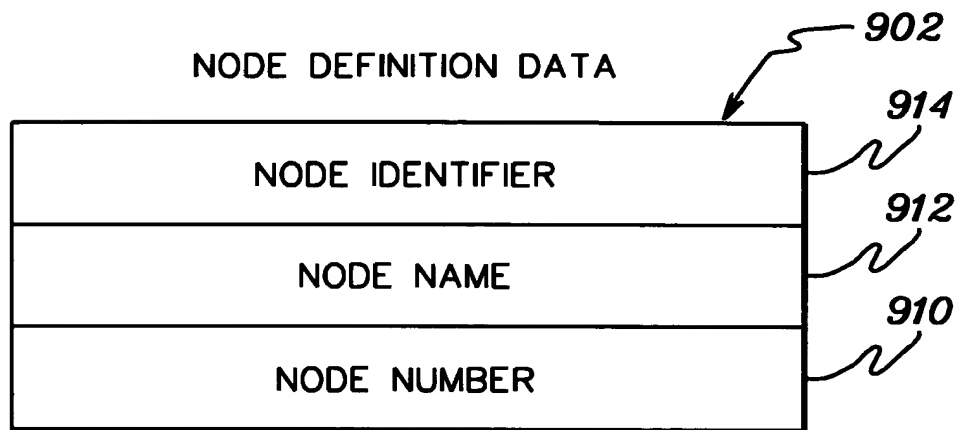 902
NODE DEFINITION DATA
914
NODE IDENTIFIER
912
NODE NAME
910
NODE NUMBER